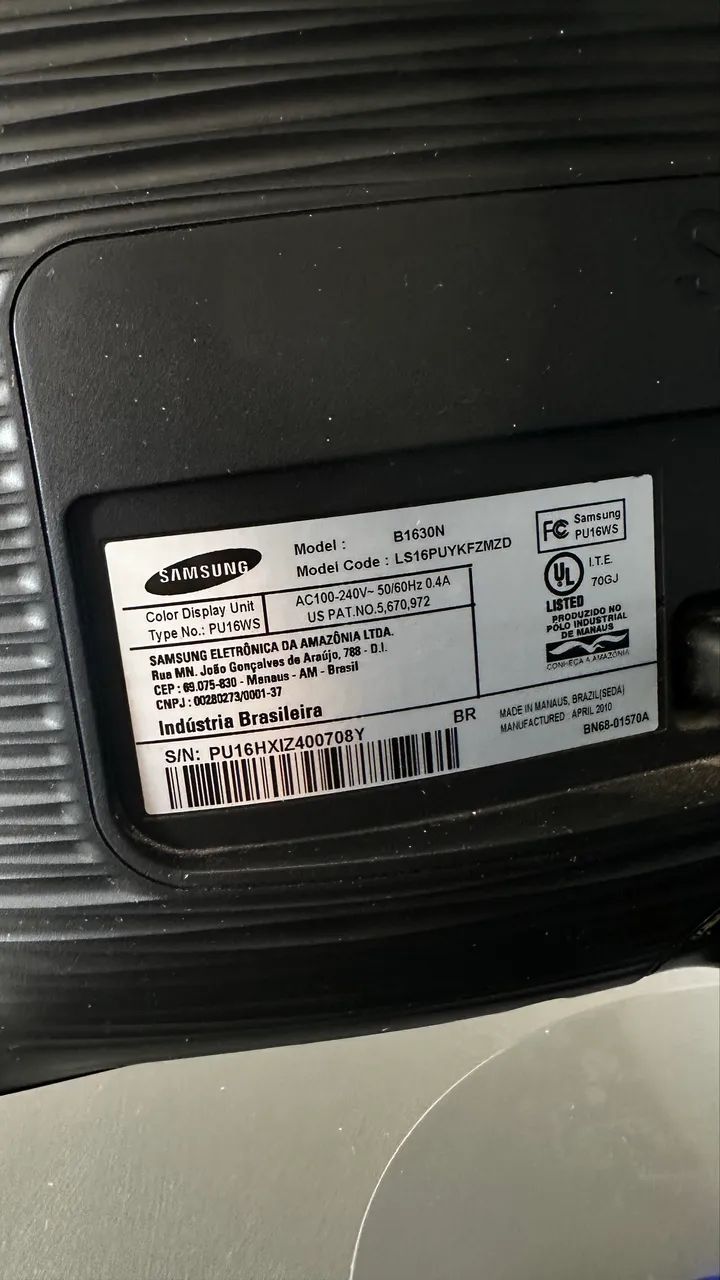 SAMSUNG
Model : B1630N
Model Code : LS16PUYKFZMZD
FC Samsung
PU16WS
Color Display Unit
Type No.: PU16WS
AC100-240V~ 50/60Hz 0.4A
US PAT.NO.5,670,972
UL
LISTED
I.T.E.
70GJ
PRODUZIDO NO
PÓLO INDUSTRIAL
DE MANAUS
CONHEÇA A AMAZÔNIA
SAMSUNG ELETRÔNICA DA AMAZÔNIA LTDA.
Rua MN. João Gonçalves de Araújo, 788 - D.I.
CEP : 69.075-830 - Manaus - AM - Brasil
CNPJ : 00280273/0001-37
Indústria Brasileira
BR
MADE IN MANAUS, BRAZIL(SEDA)
MANUFACTURED : APRIL 2010
BN68-01570A
S/N: PU16HXIZ400708Y